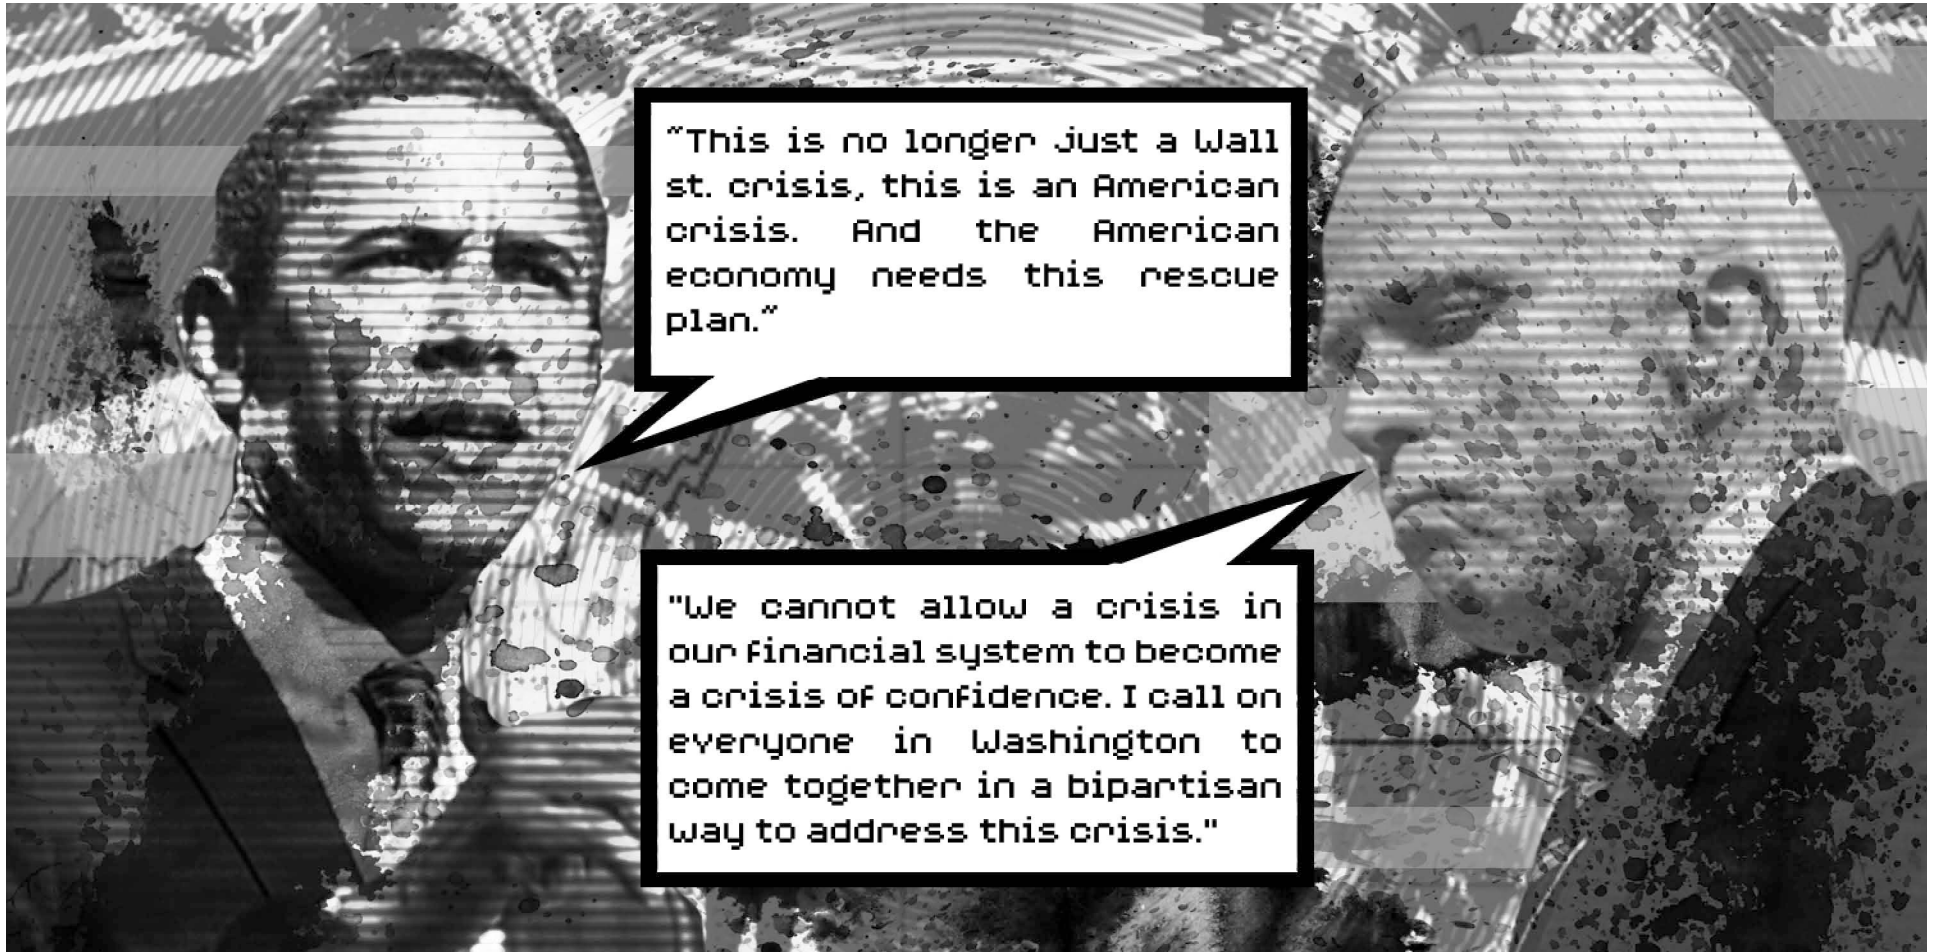 “This is no longer just a Wall
st. crisis, this is an American
crisis. And the American
economy needs this rescue
plan.”
"We cannot allow a crisis in
our financial system to become
a crisis of confidence. I call on
everyone in Washington to
come together in a bipartisan
way to address this crisis."